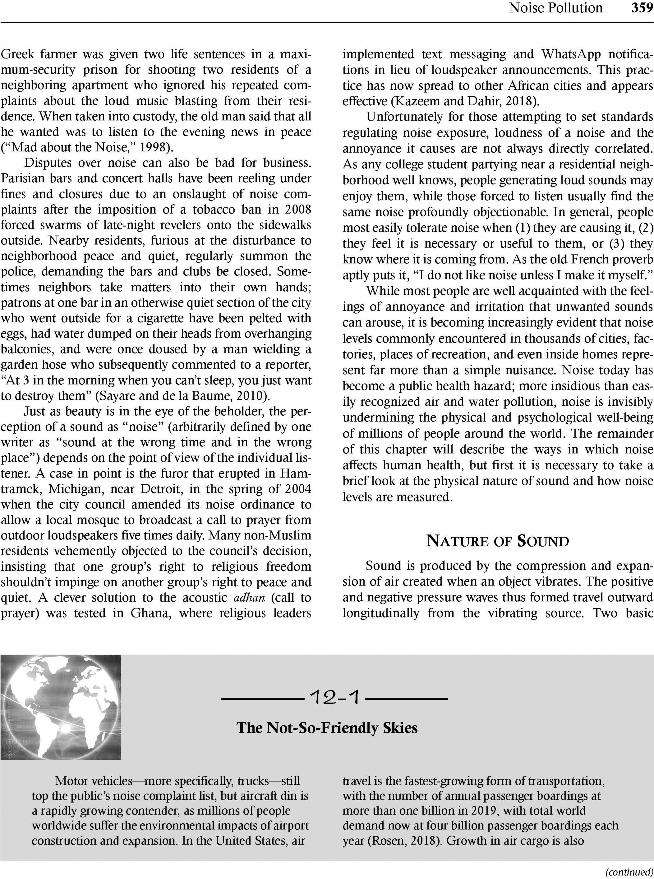 Noise Pollution 359
Greek farmer was given two life sentences in a maxi-
mum-security prison for shooting two residents of a
neighboring apartment who ignored his repeated com-
plaints about the loud music blasting from their resi-
dence. When taken into custody, the old man said that all
he wanted was to listen to the evening news in peace
(“Mad about the Noise,” 1998).
Disputes over noise can also be bad for business.
Parisian bars and concert halls have been reeling under
fines and closures due to an onslaught of noise com-
plaints after the imposition of a tobacco ban in 2008
forced swarms of late-night revelers onto the sidewalks
outside. Nearby residents, furious at the disturbance to
neighborhood peace and quiet, regularly summon the
police, demanding the bars and clubs be closed. Some-
times neighbors take matters into their own hands;
patrons at one bar in an otherwise quiet section of the city
who went outside for a cigarette have been pelted with
eggs, had water dumped on their heads from overhanging
balconies, and were once doused by a man wielding a
garden hose who subsequently commented to a reporter,
“At 3 in the morning when you can’t sleep, you just want
to destroy them” (Sayare and de la Baume, 2010).
Just as beauty is in the eye of the beholder, the per-
ception of a sound as “noise” (arbitrarily defined by one
writer as “sound at the wrong time and in the wrong
place”) depends on the point of view of the individual lis-
tener. A case in point is the furor that erupted in Ham-
tramck, Michigan, near Detroit, in the spring of 2004
when the city council amended its noise ordinance to
allow a local mosque to broadcast a call to prayer from
outdoor loudspeakers five times daily. Many non-Muslim
residents vehemently objected to the council’s decision,
insisting that one group’s right to religious freedom
shouldn’t impinge on another group’s right to peace and
quiet. A clever solution to the acoustic adhan (call to
prayer) was tested in Ghana, where religious leaders
implemented text messaging and WhatsApp notifica-
tions in lieu of loudspeaker announcements. This prac-
tice has now spread to other African cities and appears
effective (Kazeem and Dahir, 2018).
Unfortunately for those attempting to set standards
regulating noise exposure, loudness of a noise and the
annoyance it causes are not always directly correlated.
As any college student partying near a residential neigh-
borhood well knows, people generating loud sounds may
enjoy them, while those forced to listen usually find the
same noise profoundly objectionable. In general, people
most easily tolerate noise when (1) they are causing it, (2)
they feel it is necessary or useful to them, or (3) they
know where it is coming from. As the old French proverb
aptly puts it, “I do not like noise unless I make it myself.”
While most people are well acquainted with the feel-
ings of annoyance and irritation that unwanted sounds
can arouse, it is becoming increasingly evident that noise
levels commonly encountered in thousands of cities, fac-
tories, places of recreation, and even inside homes repre-
sent far more than a simple nuisance. Noise today has
become a public health hazard; more insidious than eas-
ily recognized air and water pollution, noise is invisibly
undermining the physical and psychological well-being
of millions of people around the world. The remainder
of this chapter will describe the ways in which noise
affects human health, but first it is necessary to take a
brief look at the physical nature of sound and how noise
levels are measured.
NATURE OF SOUND
Sound is produced by the compression and expan-
sion of air created when an object vibrates. The positive
and negative pressure waves thus formed travel outward
longitudinally from the vibrating source. Two basic
12-1
The Not-So-Friendly Skies
Motor vehicles—more specifically, trucks—still
top the public’s noise complaint list, but aircraft din is
a rapidly growing contender, as millions of people
worldwide suffer the environmental impacts of airport
construction and expansion. In the United States, air
travel is the fastest-growing form of transportation,
with the number of annual passenger boardings at
more than one billion in 2019, with total world
demand now at four billion passenger boardings each
year (Rosen, 2018). Growth in air cargo is also
(continued)